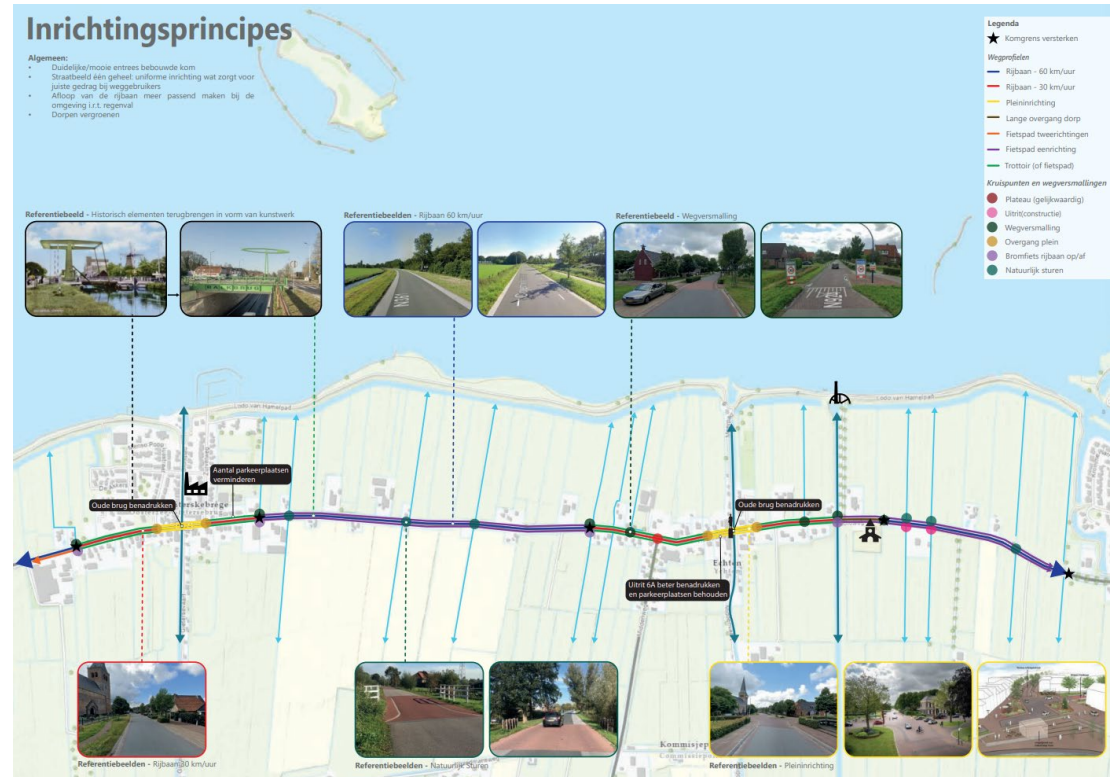 Inrichtingsprincipes
Algemeen:
• Duidelijke/mooie entrees bebouwde kom
• Straatbeeld één geheel: uniforme inrichting wat zorgt voor
juiste gedrag bij weggebruikers
• Afloop van de rijbaan meer passend maken bij de
omgeving i.r.t. regenval
• Dorpen vergroenen
Legenda
Komgrens versterken
Wegprofielen
Rijbaan - 60 km/uur
Rijbaan - 30 km/uur
Pleininrichting
Lange overgang dorp
Fietspad tweerichtingen
Fietspad eenrichting
Trottoir (of fietspad)
Kruispunten en wegversmallingen
Plateau (gelijkwaardig)
Uitrit(constructie)
Wegversmalling
Overgang plein
Bromfiets rijbaan op/af
Natuurlijk sturen
Referentiebeeld - Historisch elementen terugbrengen in vorm van kunstwerk
Referentiebeelden - Rijbaan 60 km/uur
Referentiebeeld - Wegversmalling
Aantal parkeerplaatsen
verminderen
Oude brug benadrukken
Oude brug benadrukken
Echten
Uitrit 6A beter benadrukken
en parkeerplaatsen behouden
Referentiebeelden - Rijbaan 30 km/uur
Referentiebeelden - Natuurlijk Sturen
Kommisjep
Referentiebeelden - Pleininrichting